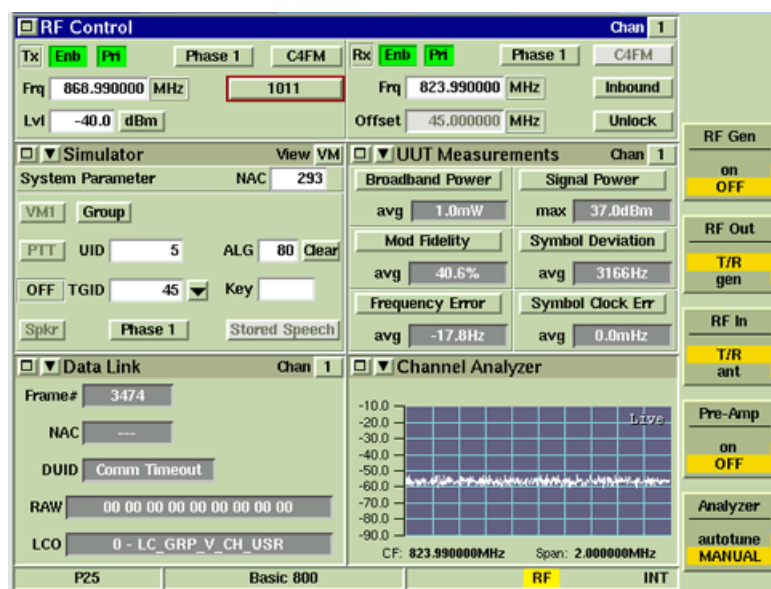 RF Control Chan 1
Tx Enb Pri Phase 1 C4FM
Frq 868.990000 MHz 1011
Lvl -40.0 dBm
Rx Enb Pri Phase 1 C4FM
Frq 823.990000 MHz Inbound
Offset 45.000000 MHz Unlock
Simulator View VM
System Parameter NAC 293
VM1 Group
PTT UID 5 ALG 80 Clear
OFF TGID 45 Key
Spkr Phase 1 Stored Speech
UUT Measurements Chan 1
Broadband Power Signal Power
avg 1.0mW max 37.0dBm
Mod Fidelity Symbol Deviation
avg 40.6% avg 3166Hz
Frequency Error Symbol Clock Err
avg -17.8Hz avg 0.0mHz
Data Link Chan 1
Frame# 3474
NAC ---
DUID Comm Timeout
RAW 00 00 00 00 00 00 00 00 00
LCO 0 - LC_GRP_V_CH_USR
Channel Analyzer
Live
-10.0
-20.0
-30.0
-40.0
-50.0
-60.0
-70.0
-80.0
-90.0
CF: 823.990000MHz Span: 2.000000MHz
RF Gen
on
OFF
RF Out
T/R
gen
RF In
T/R
ant
Pre-Amp
on
OFF
Analyzer
autotune
MANUAL
P25 Basic 800 RF INT